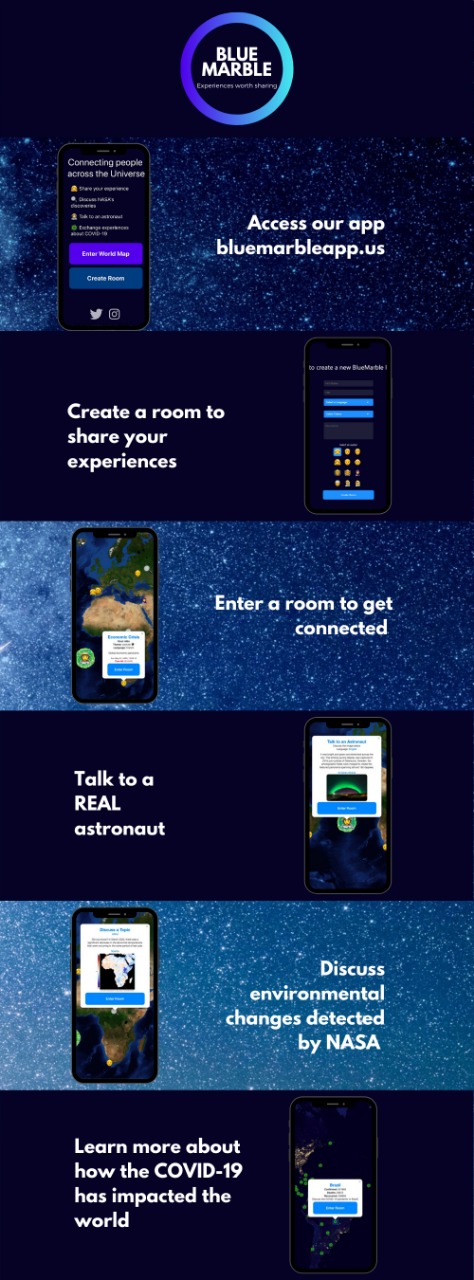 BLUE
MARBLE
Experiences worth sharing
Connecting people
across the Universe
Share your experience
Discuss NASA's
discoveries
Talk to an astronaut
Exchange experiences
about COVID-19
Enter World Map
Create Room
Access our app
bluemarbleapp.us
to create a new BlueMarble
Create a room to
share your
experiences
Economic Crisis
Enter Room
Enter a room to get
connected
Talk to an Astronaut
Enter Room
Talk to a
REAL
astronaut
Discuss a Topic
Enter Room
Discuss
environmental
changes detected
by NASA
Brazil
Enter Room
Learn more about
how the COVID-19
has impacted the
world